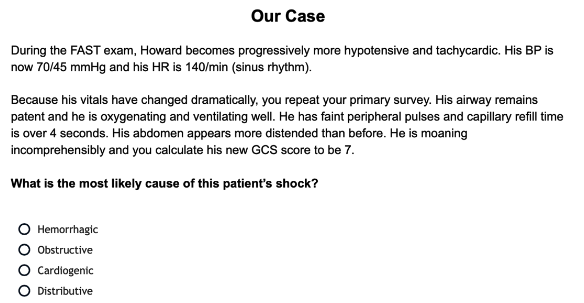 Our Case
During the FAST exam, Howard becomes progressively more hypotensive and tachycardic. His BP is
now 70/45 mmHg and his HR is 140/min (sinus rhythm).
Because his vitals have changed dramatically, you repeat your primary survey. His airway remains
patent and he is oxygenating and ventilating well. He has faint peripheral pulses and capillary refill time
is over 4 seconds. His abdomen appears more distended than before. He is moaning
incomprehensibly and you calculate his new GCS score to be 7.
What is the most likely cause of this patient's shock?
Hemorrhagic
Obstructive
Cardiogenic
Distributive